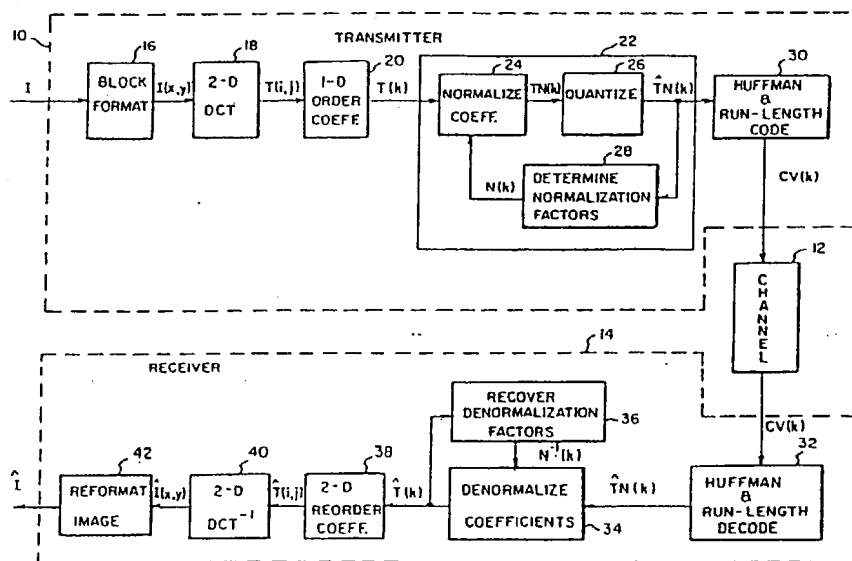 10
TRANSMITTER
I
16
BLOCK
FORMAT
I(x,y)
18
2-D
DCT
T(i,j)
20
1-D
ORDER
COEFF.
T(k)
22
24
NORMALIZE
COEFF.
TN(k)
26
QUANTIZE
T̂N(k)
28
DETERMINE
NORMALIZATION
FACTORS
N(k)
30
HUFFMAN
&
RUN-LENGTH
CODE
CV(k)
12
CHANNEL
CV(k)
14
RECEIVER
32
HUFFMAN
&
RUN-LENGTH
DECODE
T̂N(k)
DENORMALIZE
COEFFICIENTS
34
RECOVER
DENORMALIZATION
FACTORS
36
N⁻¹(k)
T̂(k)
38
2-D
REORDER
COEFF.
T̂(i,j)
40
2-D
DCT⁻¹
Î(x,y)
42
REFORMAT
IMAGE
Î